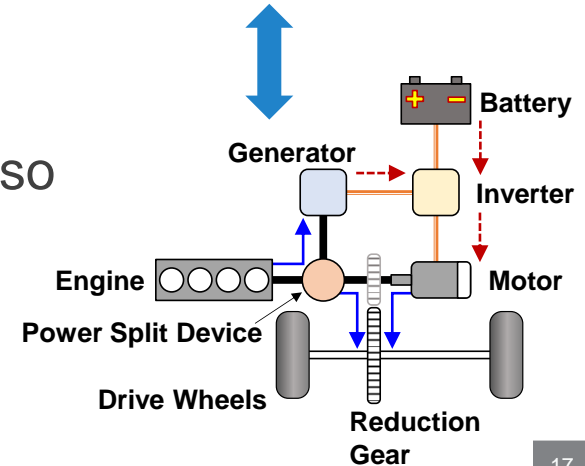 Battery
Generator
so
Inverter
Engine
Motor
Power Split Device
Drive Wheels
Reduction
Gear
17